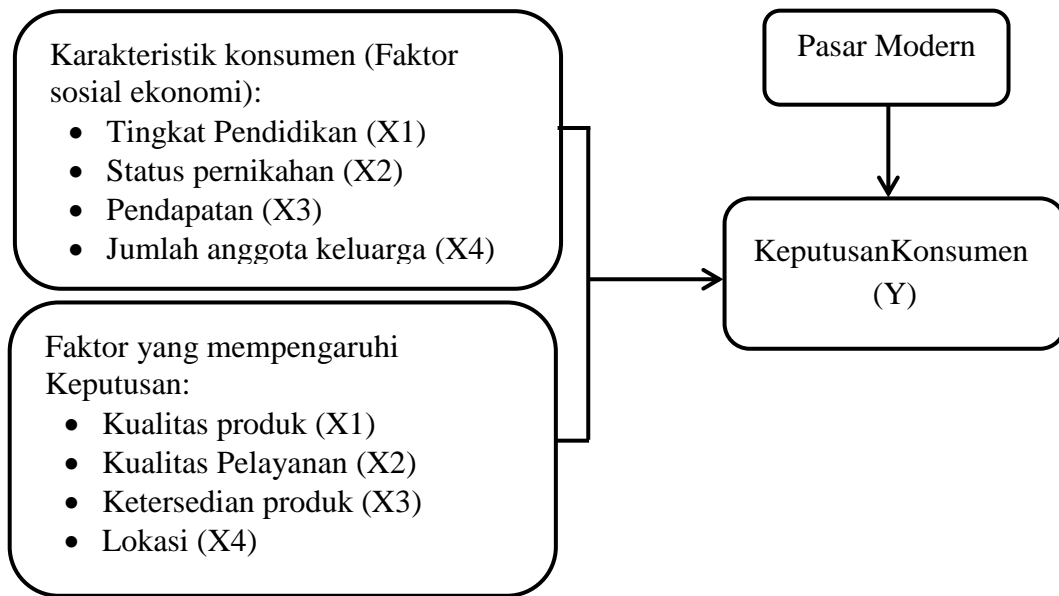 Karakteristik konsumen (Faktor
sosial ekonomi):
• Tingkat Pendidikan (X1)
• Status pernikahan (X2)
• Pendapatan (X3)
• Jumlah anggota keluarga (X4)
Faktor yang mempengaruhi
Keputusan:
• Kualitas produk (X1)
• Kualitas Pelayanan (X2)
• Ketersedian produk (X3)
• Lokasi (X4)
Pasar Modern
KeputusanKonsumen
(Y)